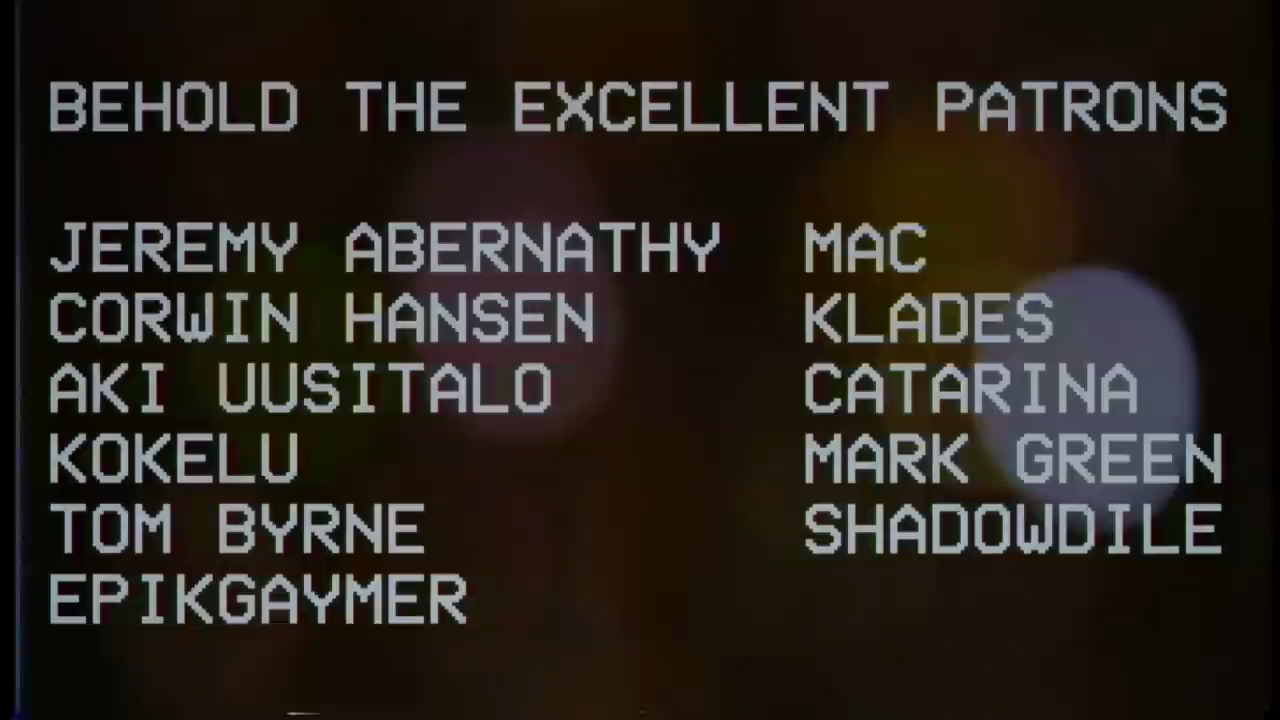 BEHOLD THE EXCELLENT PATRONS
JEREMY ABERNATHY
CORWIN HANSEN
AKI UUSITALO
KOKELU
TOM BYRNE
EPIKGAYMER
MAC
KLADES
CATARINA
MARK GREEN
SHADOWDILE